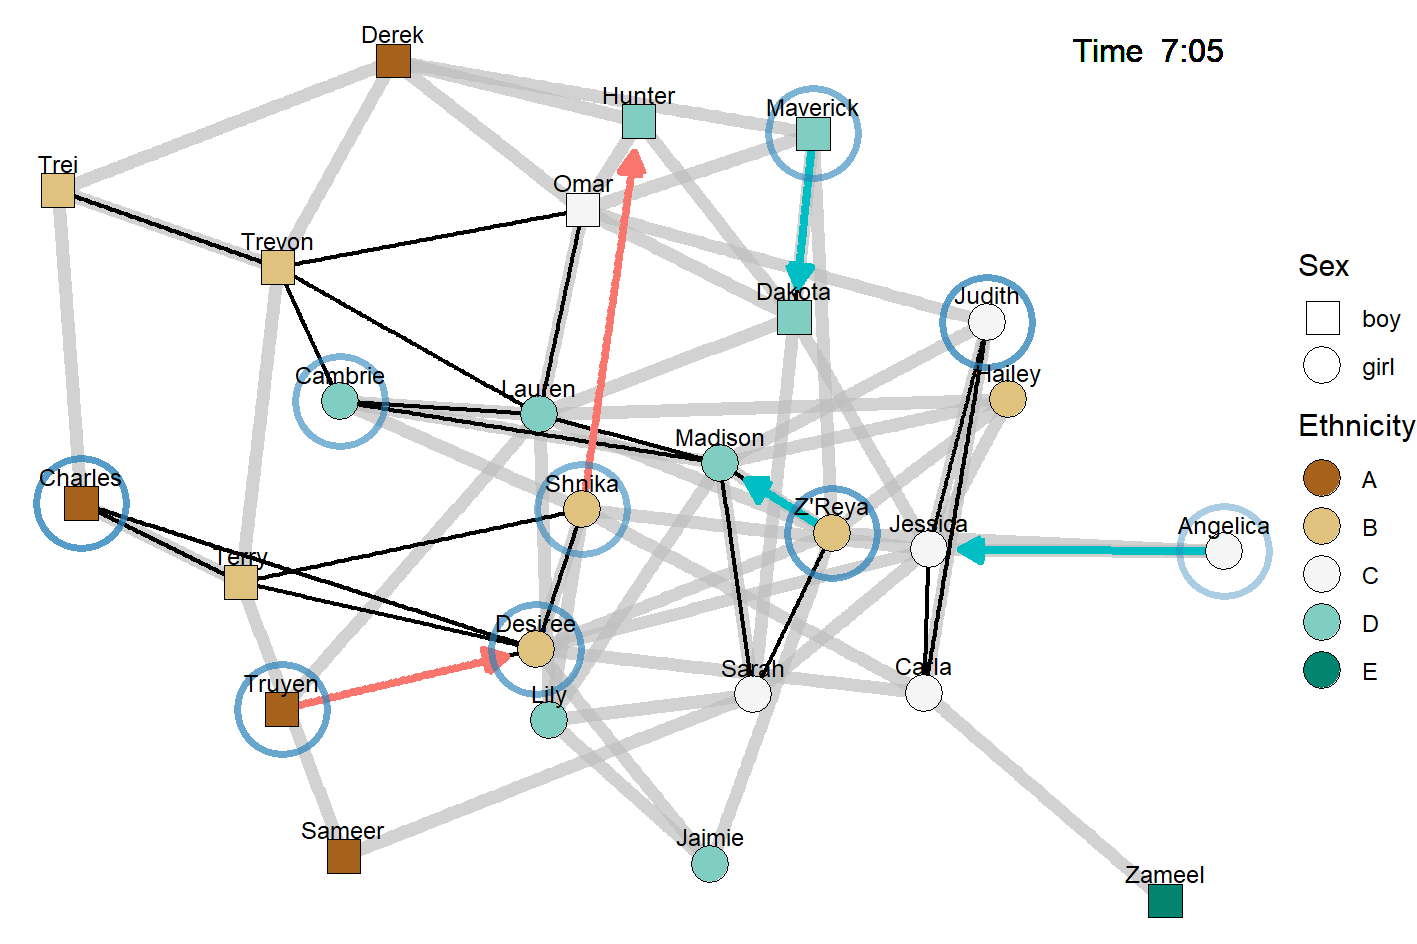 Derek
Time  7:05
Hunter
Maverick
Trei
Omar
Trevon
Dakota
Judith
Sex
boy
girl
Cambrie
Lauren
Hailey
Ethnicity
Madison
Charles
Shnika
Z'Reya
Jessica
Angelica
A
B
C
D
E
Terry
Desiree
Truyen
Lily
Sarah
Carla
Sameer
Jaimie
Zameel